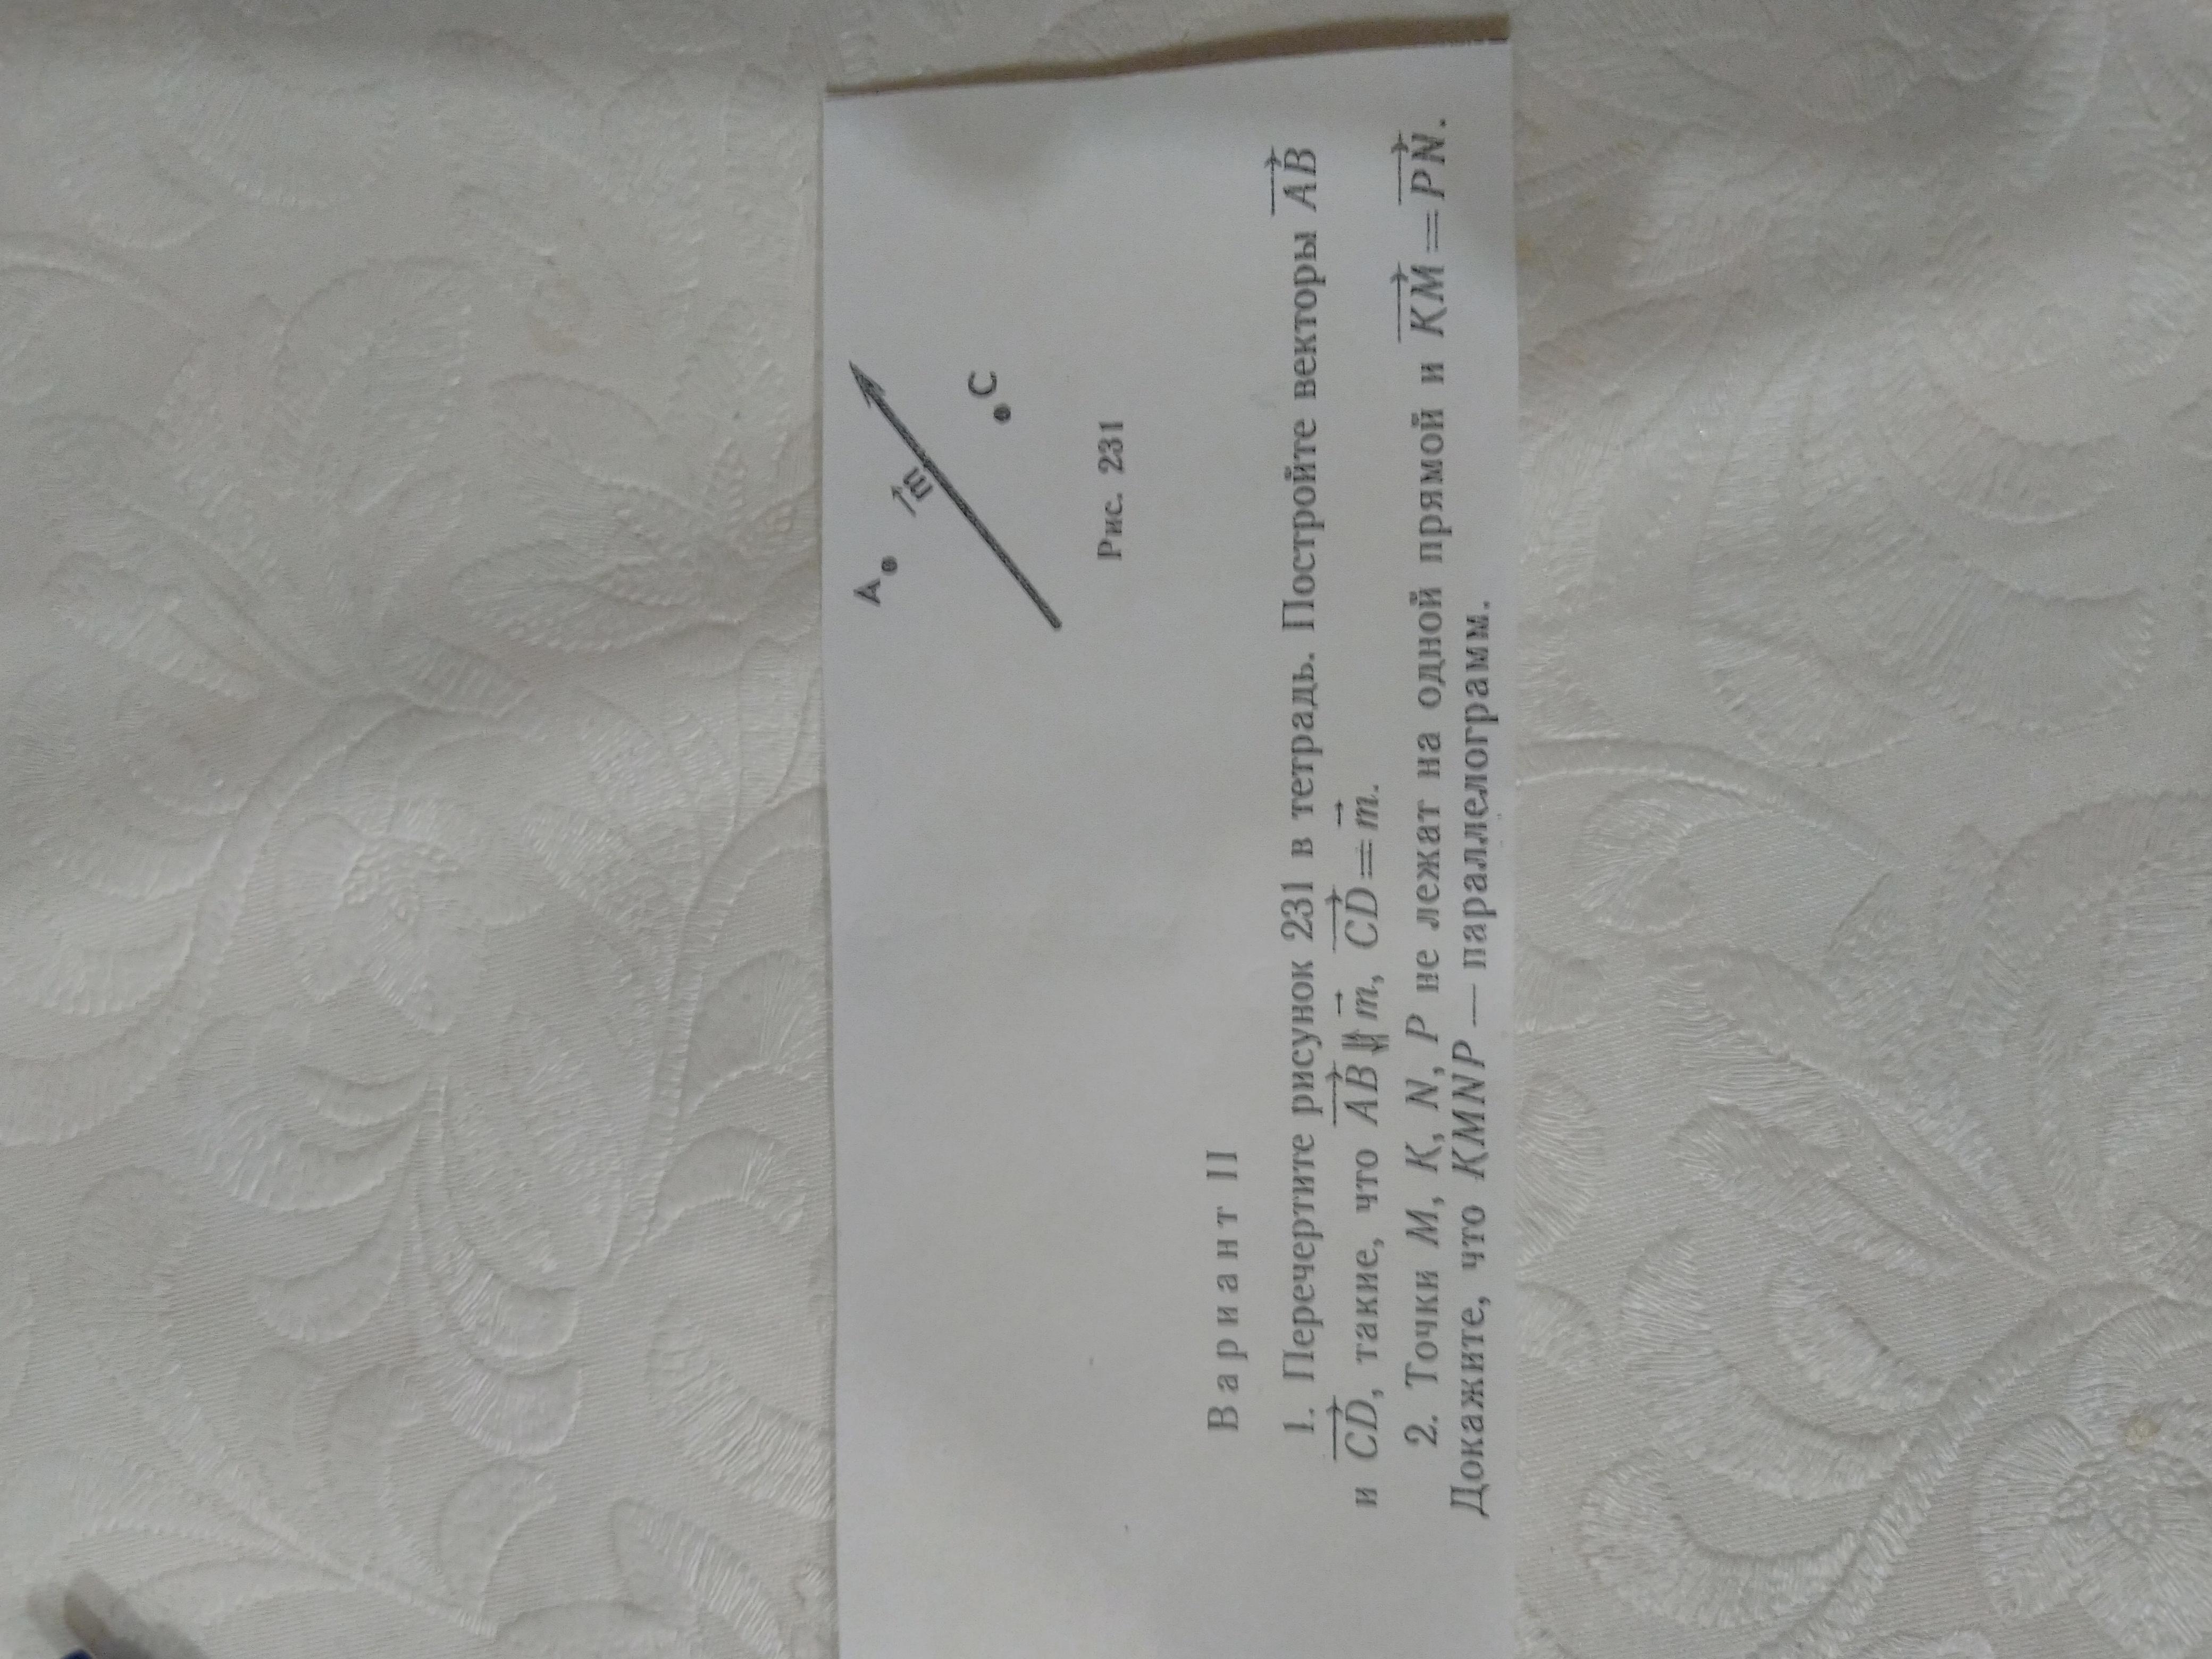 A
m
C
Рис. 231
Вариант II
1. Перечертите рисунок 231 в тетрадь. Постройте векторы AB
и CD, такие, что AB ⇅ m, CD=m.
2. Точки M, K, N, P не лежат на одной прямой и KM=PN.
Докажите, что KMNP — параллелограмм.